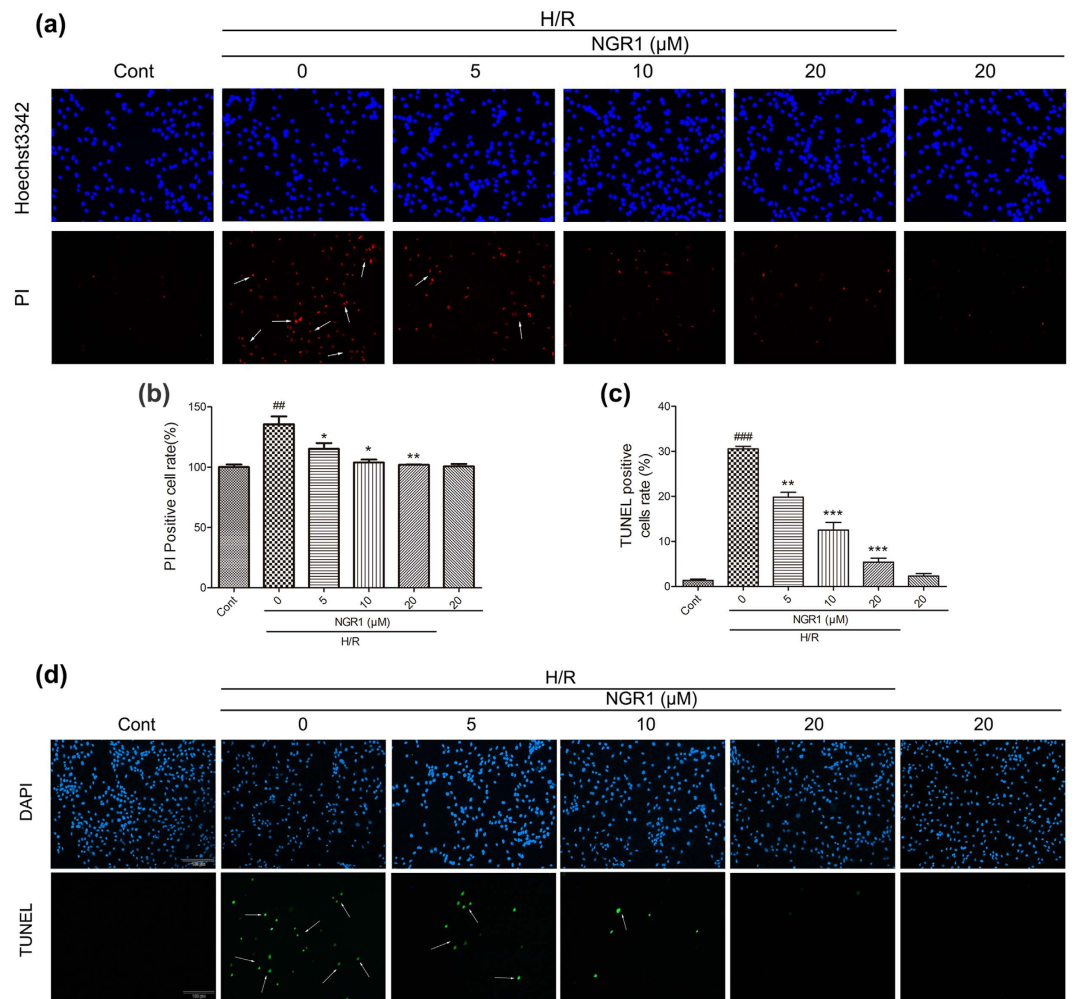 (a)
H/R
NGR1 (µM)
Cont 0 5 10 20 20
Hoechst3342
PI
(b)
PI Positive cell rate(%)
150
100
50
0
##
*
*
**
Cont 0 5 10 20 20
NGR1 (µM)
H/R
(c)
TUNEL positive
cells rate (%)
40
30
20
10
0
###
**
***
***
Cont 0 5 10 20 20
NGR1 (µM)
H/R
(d)
H/R
NGR1 (µM)
Cont 0 5 10 20 20
DAPI
TUNEL